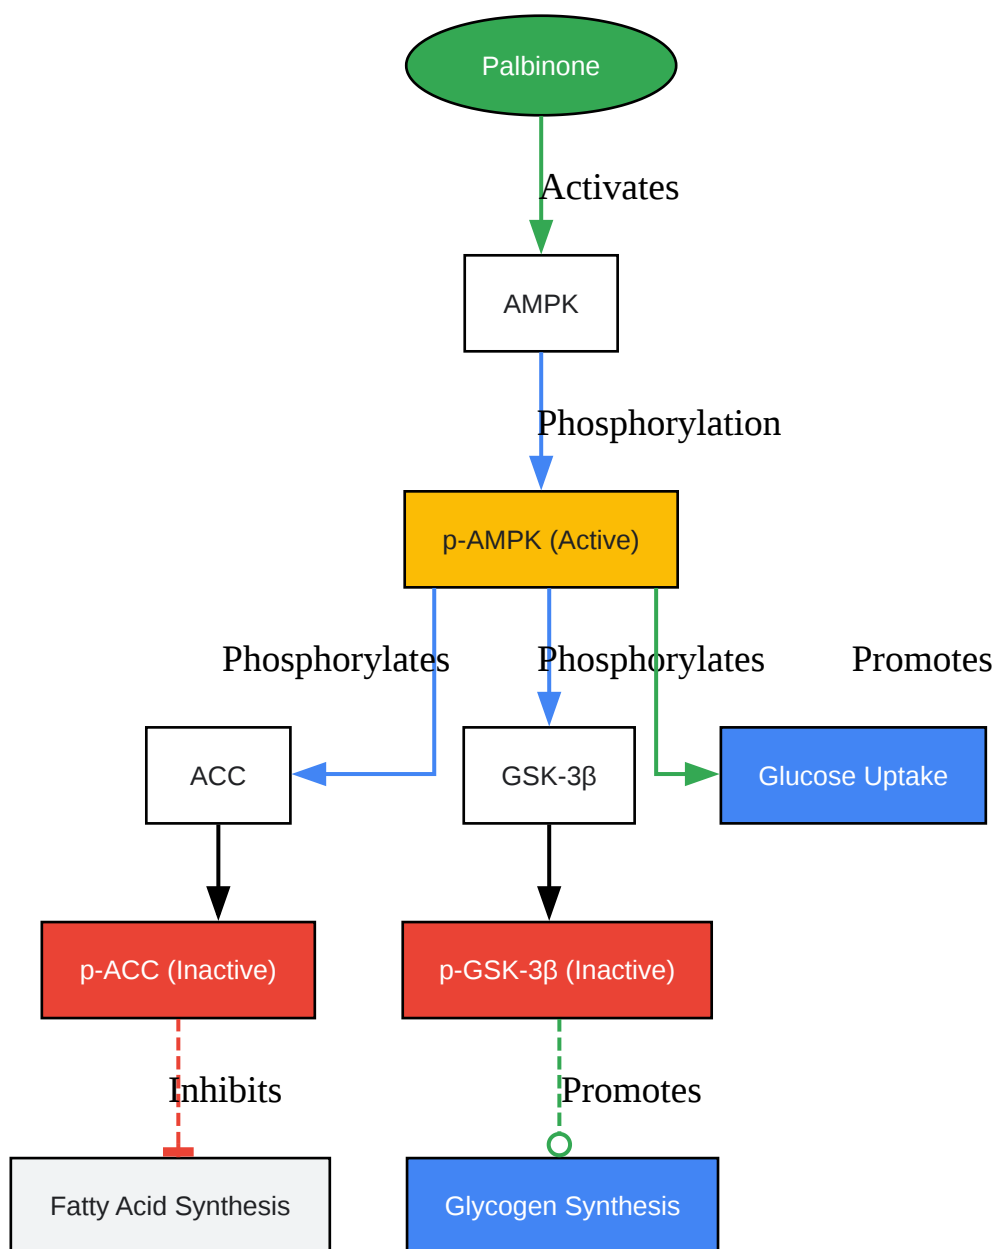 Palbinone
Activates
AMPK
Phosphorylation
p-AMPK (Active)
Phosphorylates
Phosphorylates
Promotes
ACC
GSK-3β
Glucose Uptake
p-ACC (Inactive)
p-GSK-3β (Inactive)
Inhibits
Promotes
Fatty Acid Synthesis
Glycogen Synthesis